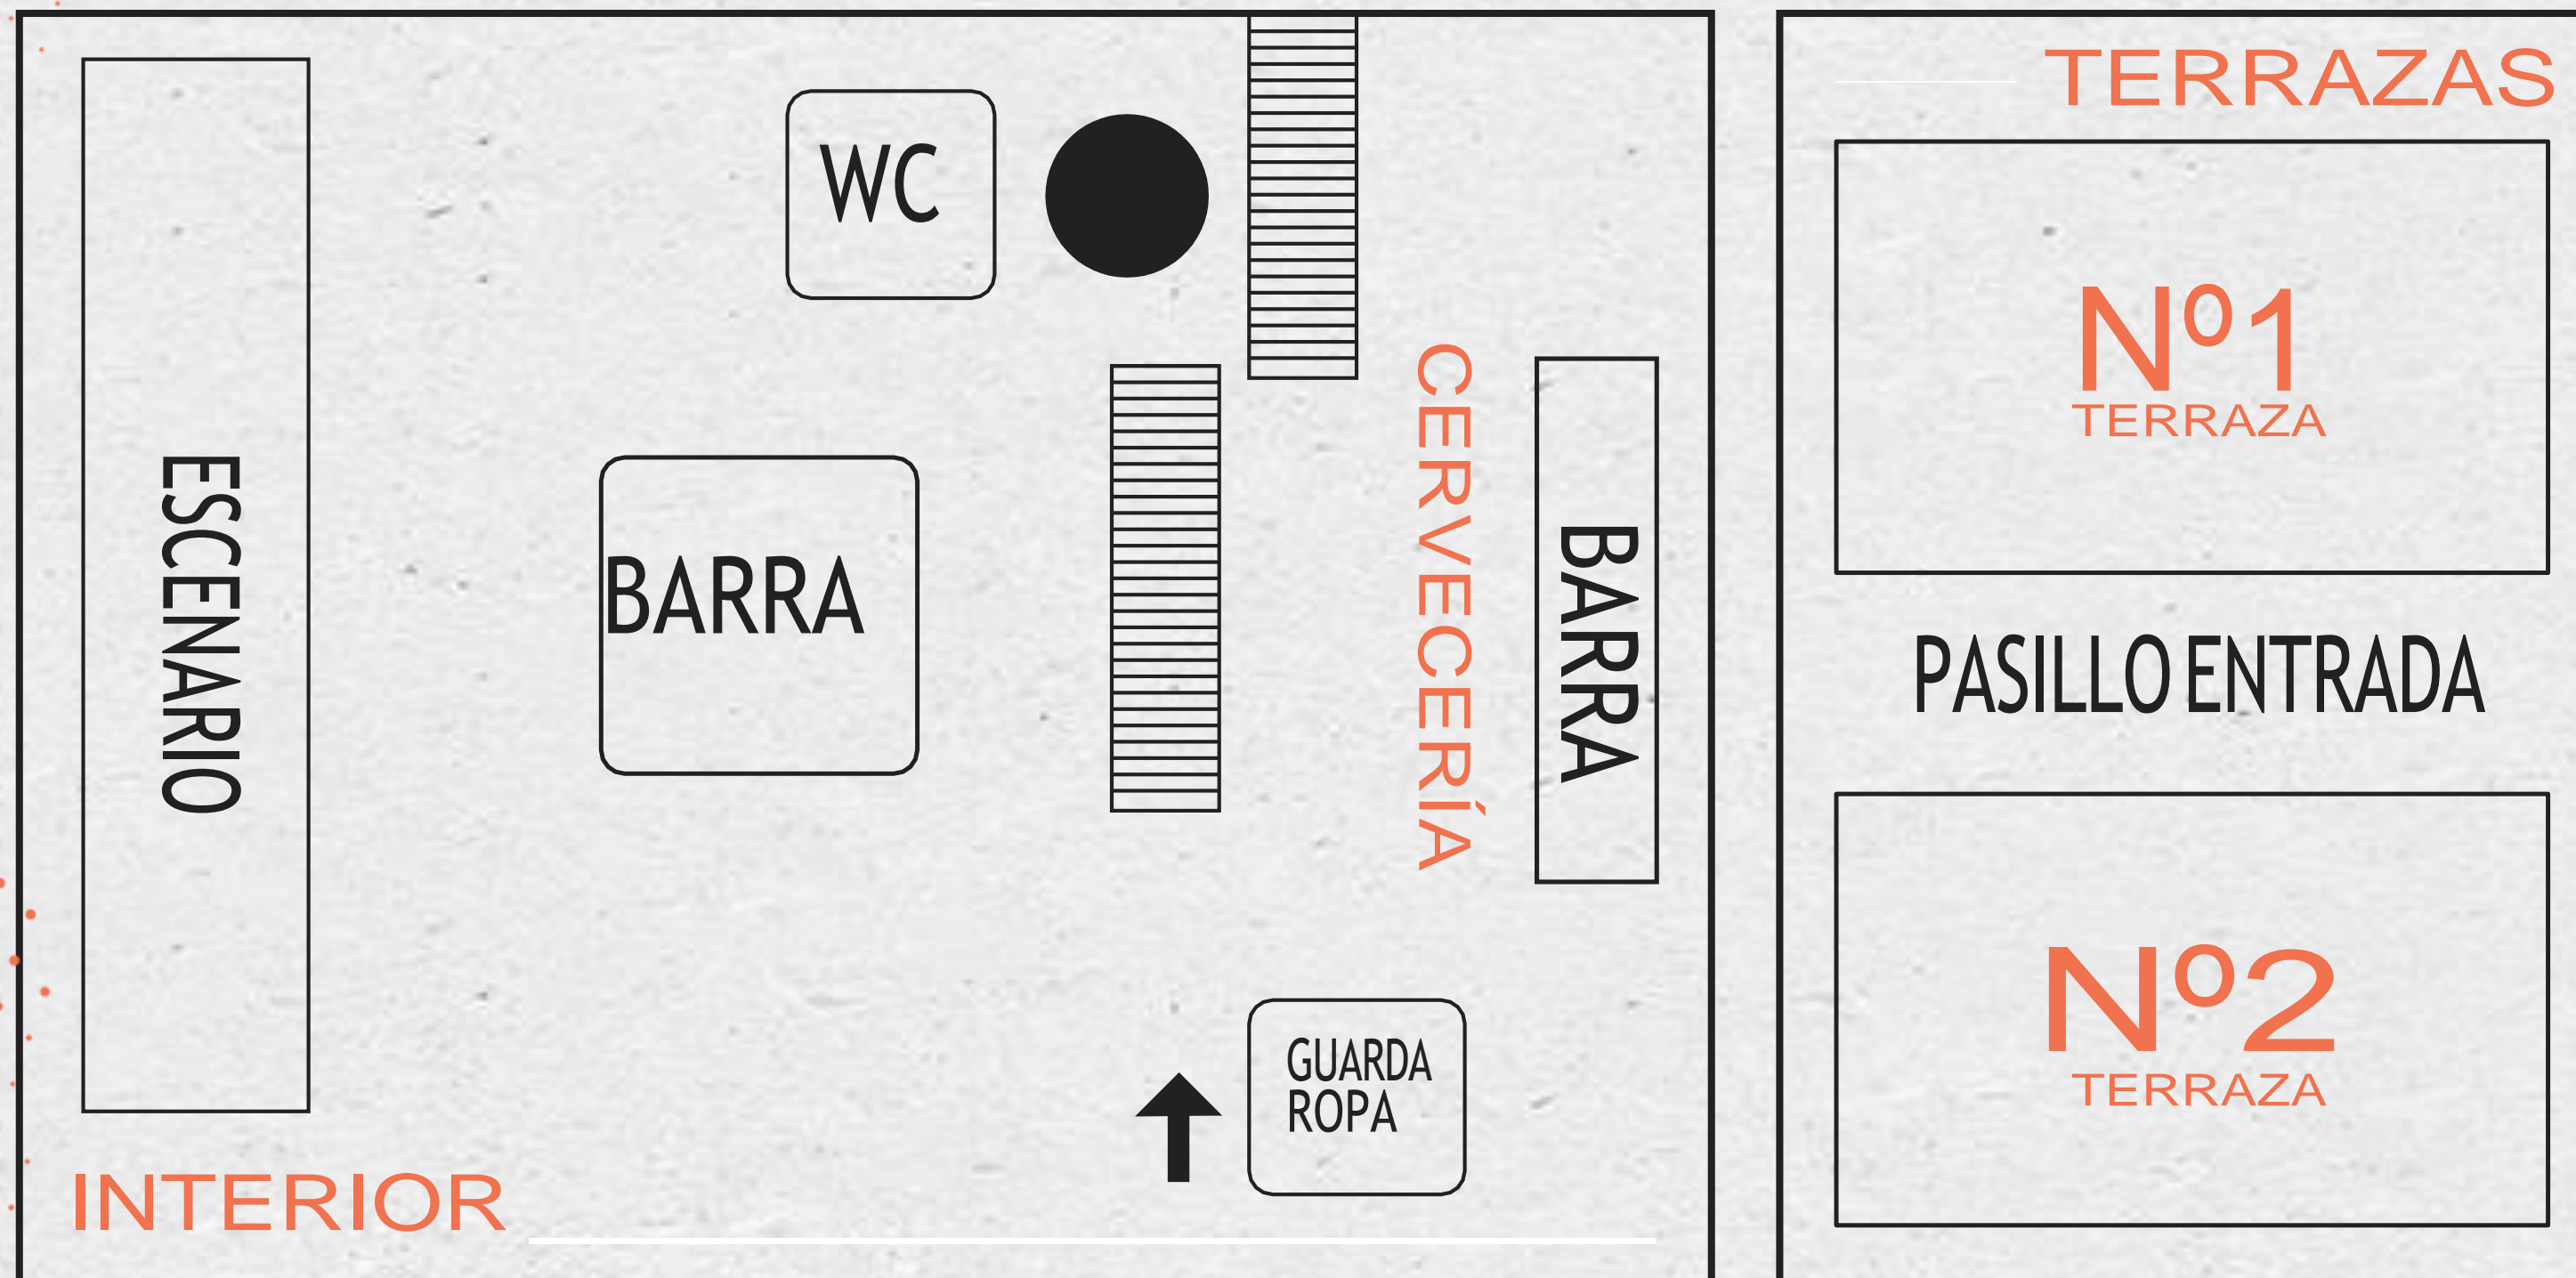 ESCENARIO
WC
BARRA
CERVECERÍA
BARRA
GUARDA
ROPA
INTERIOR
TERRAZAS
Nº1
TERRAZA
PASILLO ENTRADA
Nº2
TERRAZA